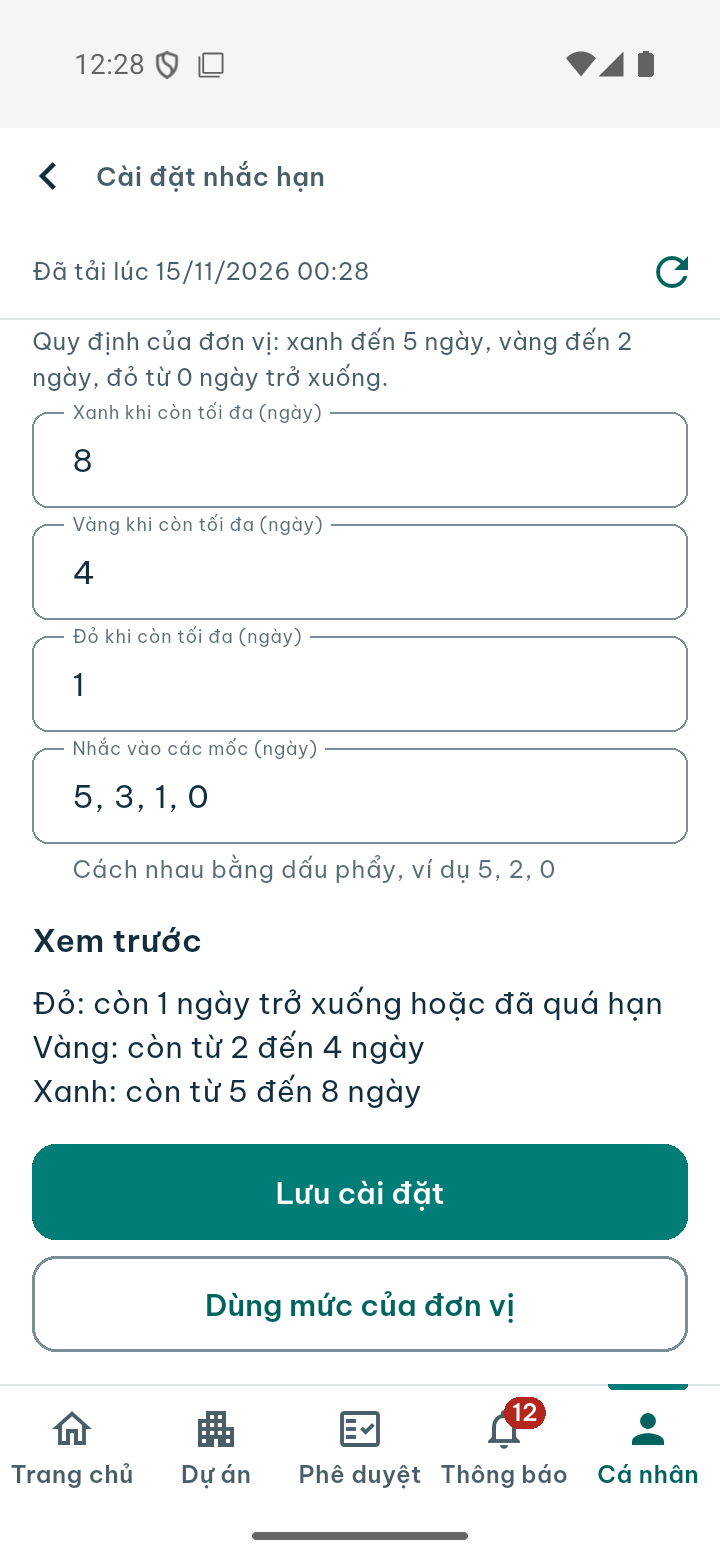 12:28
Cài đặt nhắc hạn
Đã tải lúc 15/11/2026 00:28
Quy định của đơn vị: xanh đến 5 ngày, vàng đến 2
ngày, đỏ từ 0 ngày trở xuống.
Xanh khi còn tối đa (ngày)
8
Vàng khi còn tối đa (ngày)
4
Đỏ khi còn tối đa (ngày)
1
Nhắc vào các mốc (ngày)
5, 3, 1, 0
Cách nhau bằng dấu phẩy, ví dụ 5, 2, 0
Xem trước
Đỏ: còn 1 ngày trở xuống hoặc đã quá hạn
Vàng: còn từ 2 đến 4 ngày
Xanh: còn từ 5 đến 8 ngày
Lưu cài đặt
Dùng mức của đơn vị
12
Trang chủ Dự án Phê duyệt Thông báo Cá nhân